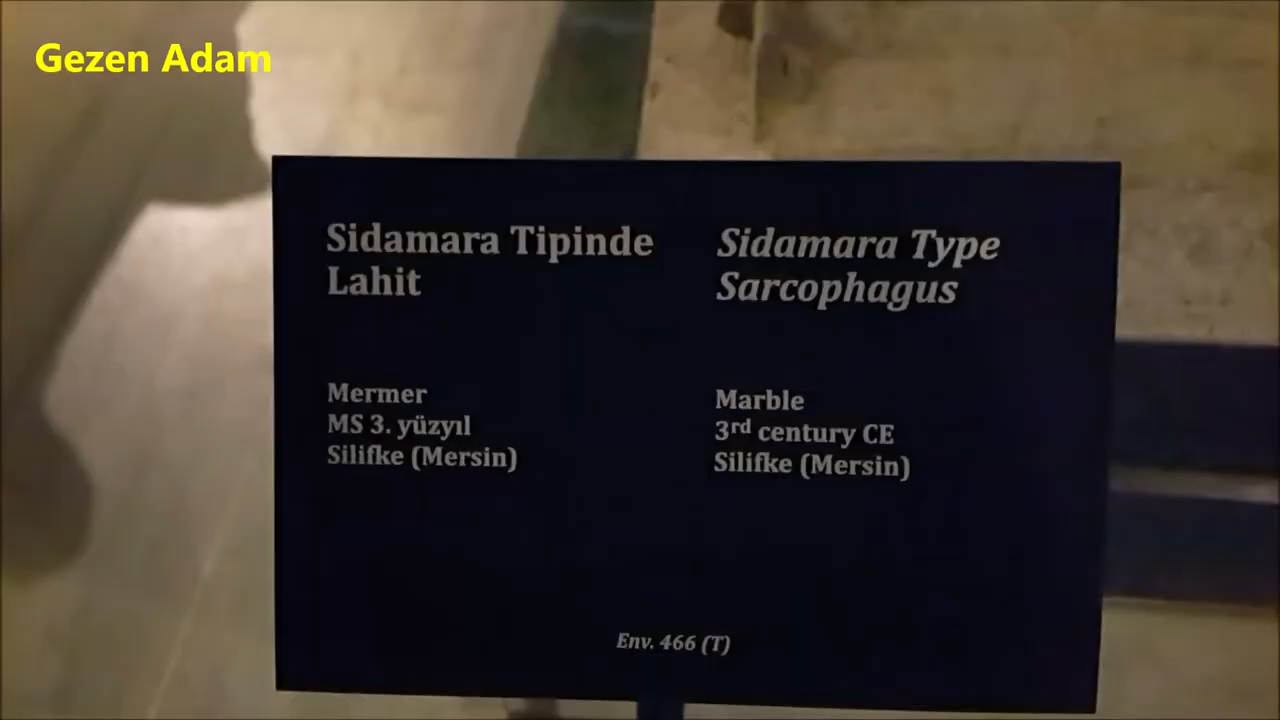 Gezen Adam
Sidamara Tipinde
Lahit
Mermer
MS 3. yüzyıl
Silifke (Mersin)
Sidamara Type
Sarcophagus
Marble
3rd century CE
Silifke (Mersin)
Env. 466 (T)